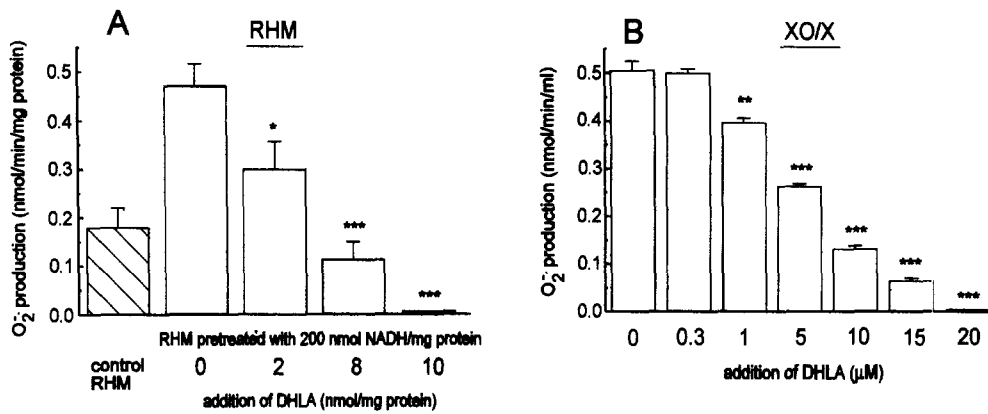 A
RHM
O₂⁻· production (nmol/min/mg protein)
0.5
0.4
0.3
0.2
0.1
0.0
*
***
***
RHM pretreated with 200 nmol NADH/mg protein
control
RHM
0 2 8 10
addition of DHLA (nmol/mg protein)
B
XO/X
O₂⁻· production (nmol/min/ml)
0.5
0.4
0.3
0.2
0.1
0.0
**
***
***
***
***
0 0.3 1 5 10 15 20
addition of DHLA (μM)